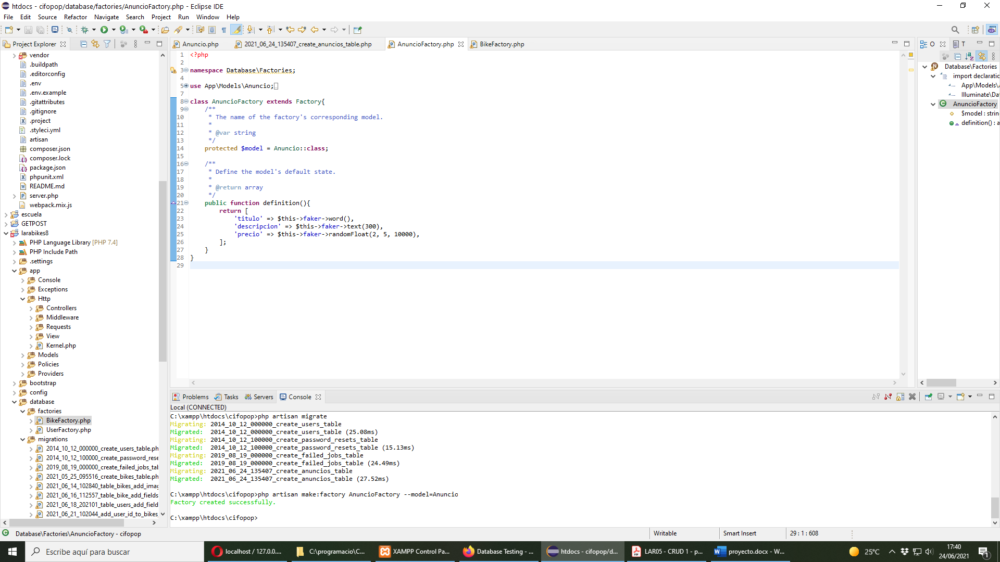 htdocs - cifopop/database/factories/AnuncioFactory.php - Eclipse IDE
File Edit Source Refactor Navigate Search Project Run Window Help
Project Explorer
vendor
.buildpath
.editorconfig
.env
.env.example
.gitattributes
.gitignore
.project
.styleci.yml
artisan
composer.json
composer.lock
package.json
phpunit.xml
README.md
server.php
webpack.mix.js
escuela
GETPOST
larabikes8
PHP Language Library [PHP 7.4]
PHP Include Path
.settings
app
Console
Exceptions
Http
Controllers
Middleware
Requests
View
Kernel.php
Models
Policies
Providers
bootstrap
config
database
factories
BikeFactory.php
UserFactory.php
migrations
2014_10_12_000000_create_users_table.ph
2014_10_12_100000_create_password_rese
2019_08_19_000000_create_failed_jobs_tab
2021_05_25_095516_create_bikes_table.ph
2021_06_14_102840_table_bikes_add_imag
2021_06_16_112557_table_bike_add_fields
2021_06_18_202101_table_users_add_field
2021_06_21_102044_add_user_id_to_bikes_
Anuncio.php 2021_06_24_135407_create_anuncios_table.php AnuncioFactory.php BikeFactory.php
1 <?php
2
3 namespace Database\Factories;
4
5 use App\Models\Anuncio;
7
8 class AnuncioFactory extends Factory{
9 /**
10 * The name of the factory's corresponding model.
11 *
12 * @var string
13 */
14 protected $model = Anuncio::class;
15
16 /**
17 * Define the model's default state.
18 *
19 * @return array
20 */
21 public function definition(){
22 return [
23 'titulo' => $this->faker->word(),
24 'descripcion' => $this->faker->text(300),
25 'precio' => $this->faker->randomFloat(2, 5, 10000),
26 ];
27 }
28 }
29
O T
Database\Factories
import declaratic
App\Models\A
Illuminate\Da
AnuncioFactory
$model : strin
definition() : a
Problems Tasks Servers Console
Local (CONNECTED)
C:\xampp\htdocs\cifopop>php artisan migrate
Migrating: 2014_10_12_000000_create_users_table
Migrated: 2014_10_12_000000_create_users_table (25.08ms)
Migrating: 2014_10_12_100000_create_password_resets_table
Migrated: 2014_10_12_100000_create_password_resets_table (15.13ms)
Migrating: 2019_08_19_000000_create_failed_jobs_table
Migrated: 2019_08_19_000000_create_failed_jobs_table (24.49ms)
Migrating: 2021_06_24_135407_create_anuncios_table
Migrated: 2021_06_24_135407_create_anuncios_table (27.52ms)
C:\xampp\htdocs\cifopop>php artisan make:factory AnuncioFactory --model=Anuncio
Factory created successfully.
C:\xampp\htdocs\cifopop>
Database\Factories\AnuncioFactory - cifopop
Writable Smart Insert 29 : 1 : 608
Escribe aquí para buscar
localhost / 127.0.0....
C:\programacio\C...
XAMPP Control Pa...
Database Testing - ...
htdocs - cifopop/d...
LAR05 - CRUD 1 - p...
proyecto.docx - W...
25°C
17:40
24/06/2021
1